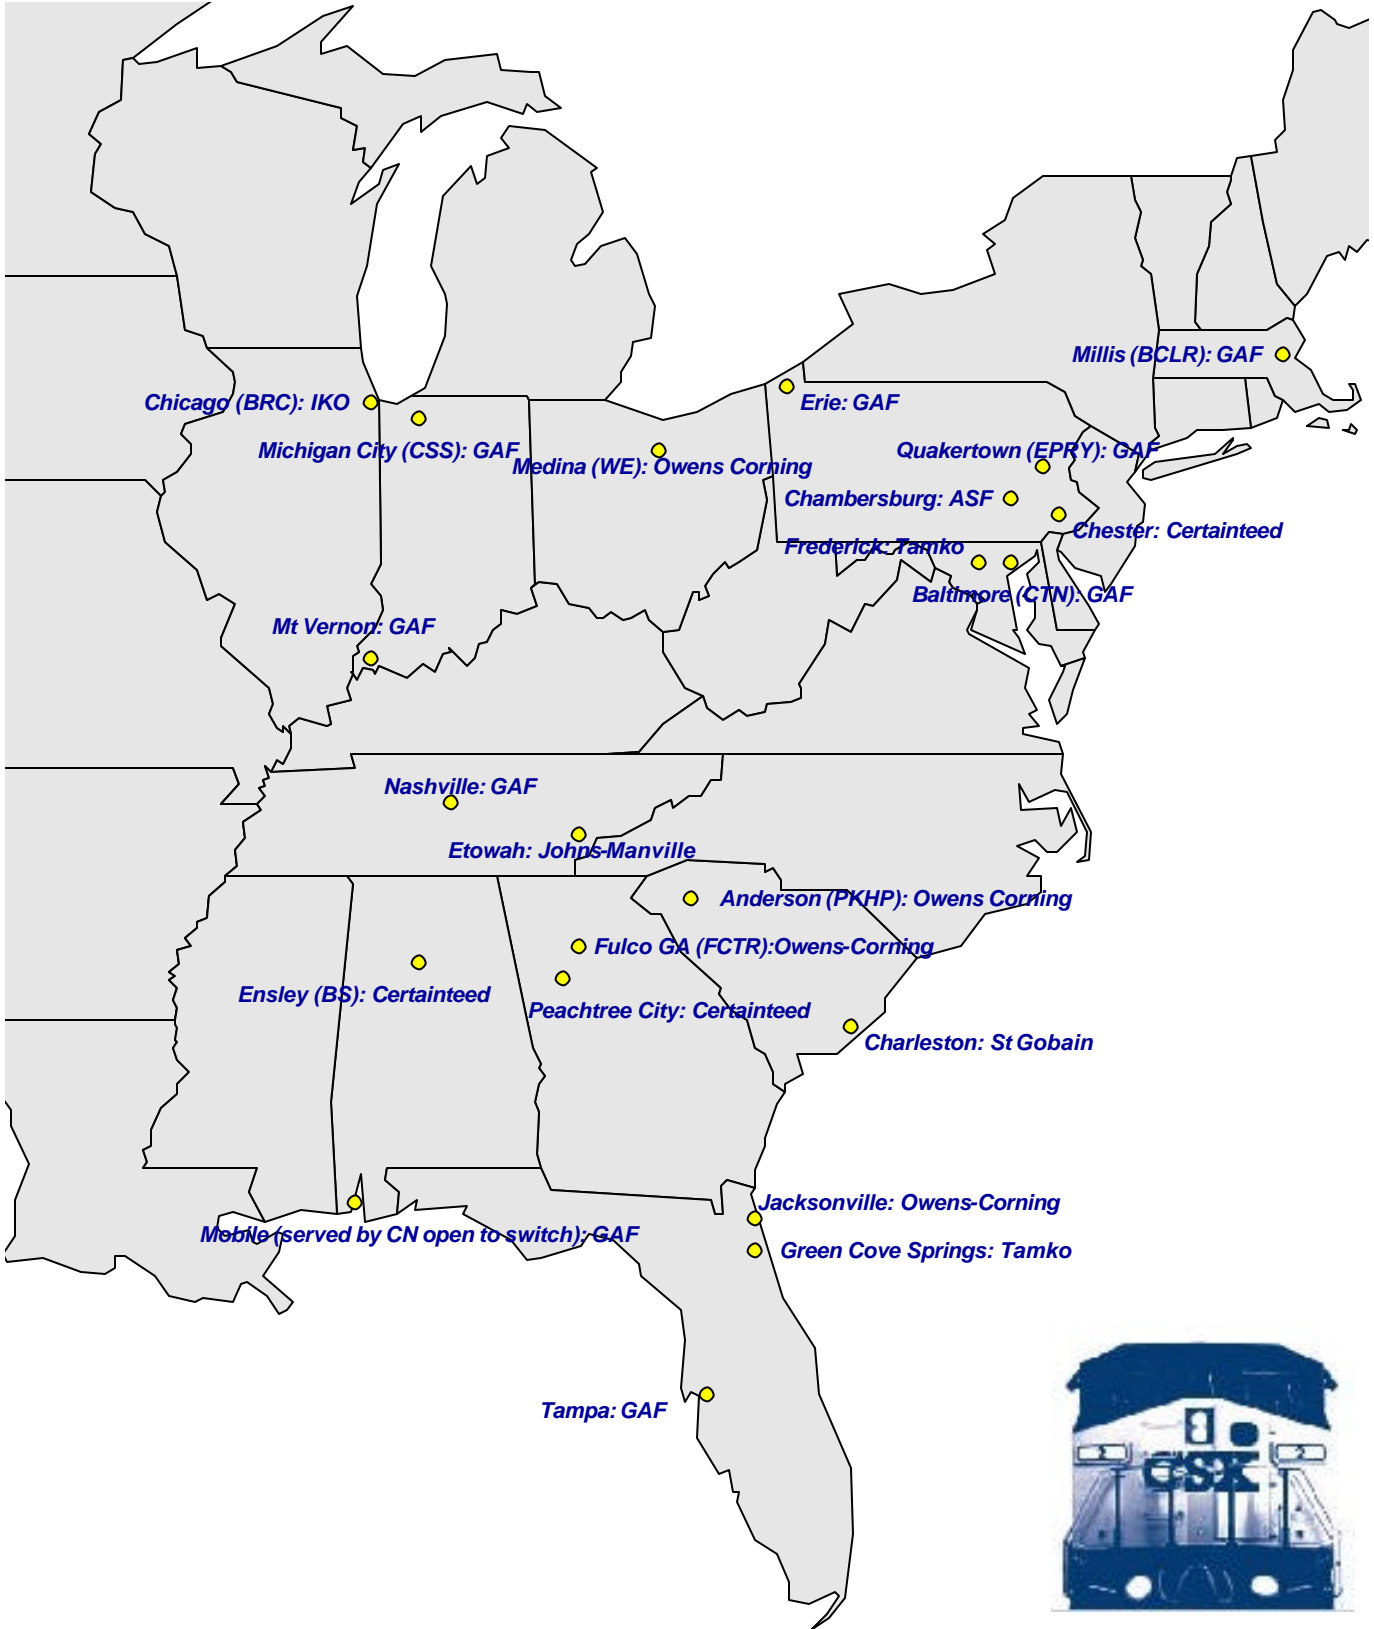 Millis (BCLR): GAF
Chicago (BRC): IKO
Erie: GAF
Michigan City (CSS): GAF
Medina (WE): Owens Corning
Quakertown (EPRY): GAF
Chambersburg: ASF
Chester: Certainteed
Frederick: Tamko
Baltimore (CTN): GAF
Mt Vernon: GAF
Nashville: GAF
Etowah: Johns-Manville
Anderson (PKHP): Owens Corning
Fulco GA (FCTR):Owens-Corning
Ensley (BS): Certainteed
Peachtree City: Certainteed
Charleston: St Gobain
Jacksonville: Owens-Corning
Mobile (served by CN open to switch): GAF
Green Cove Springs: Tamko
Tampa: GAF
CSX